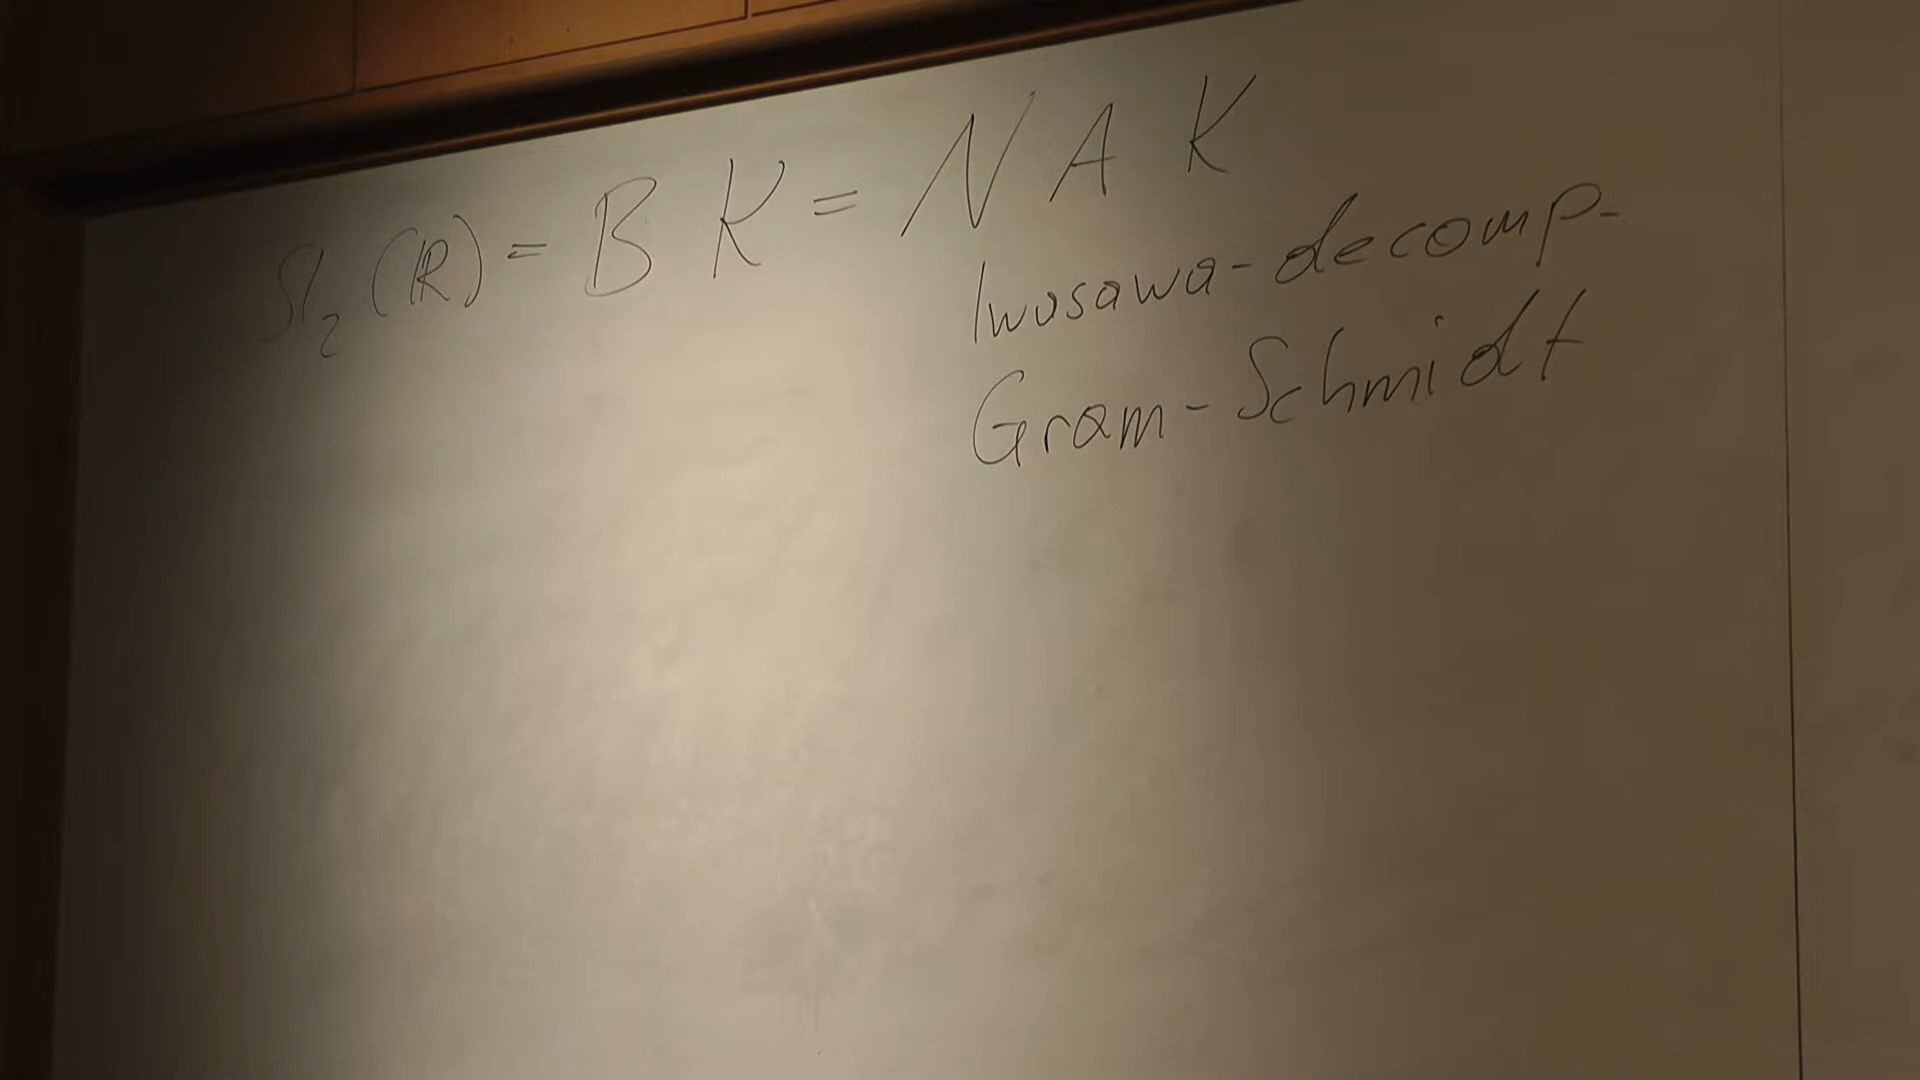 Sl₂(ℝ) = B K = N A K
Iwasawa-decomp.
Gram-Schmidt